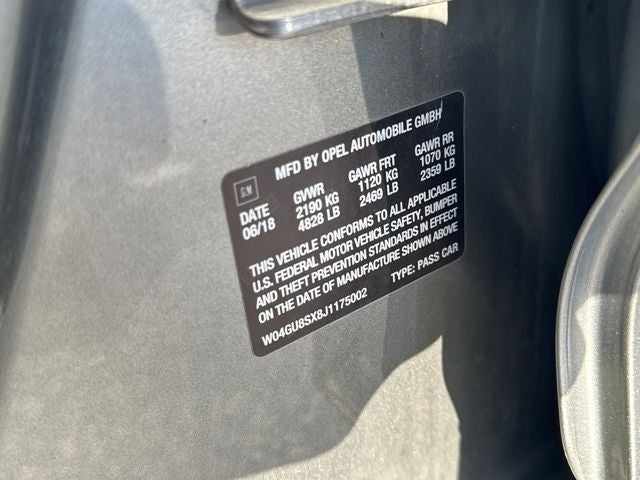 GM
MFD BY OPEL AUTOMOBILE GMBH
DATE GVWR GAWR FRT GAWR RR
06/18 2190 KG 1120 KG 1070 KG
4828 LB 2469 LB 2359 LB
THIS VEHICLE CONFORMS TO ALL APPLICABLE
U.S. FEDERAL MOTOR VEHICLE SAFETY, BUMPER
AND THEFT PREVENTION STANDARDS IN EFFECT
ON THE DATE OF MANUFACTURE SHOWN ABOVE
W04GU8SX8J1175002 TYPE: PASS CAR